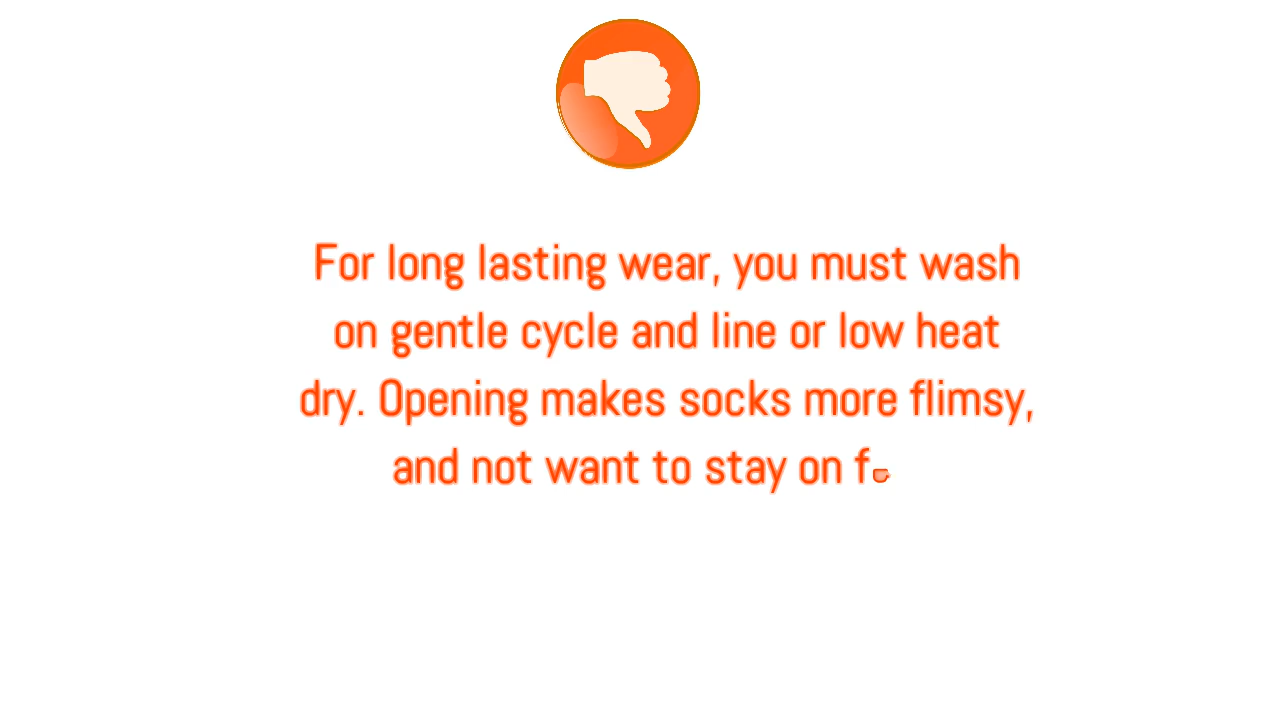 For long lasting wear, you must wash
on gentle cycle and line or low heat
dry. Opening makes socks more flimsy,
and not want to stay on f